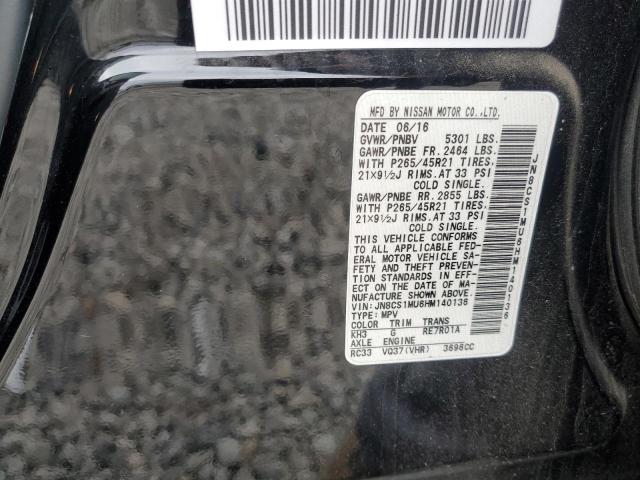 MFD BY NISSAN MOTOR CO.,LTD.
DATE 06/16
GVWR/PNBV 5301 LBS.
GAWR/PNBE FR. 2464 LBS.
WITH P265/45R21 TIRES.
21×9½J RIMS. AT 33 PSI
COLD SINGLE.
GAWR/PNBE RR. 2855 LBS.
WITH P265/45R21 TIRES.
21×9½J RIMS. AT 33 PSI
COLD SINGLE.
THIS VEHICLE CONFORMS
TO ALL APPLICABLE FED-
ERAL MOTOR VEHICLE SA-
FETY AND THEFT PREVEN-
TION STANDARDS IN EFF-
ECT ON THE DATE OF MA-
NUFACTURE SHOWN ABOVE.
VIN: JN8CS1MU6HM140136
TYPE: MPV
COLOR TRIM TRANS
KH3 G RE7R01A
AXLE ENGINE
RC33 VQ37(VHR) 3696CC
JN8CS1MU6HM140136